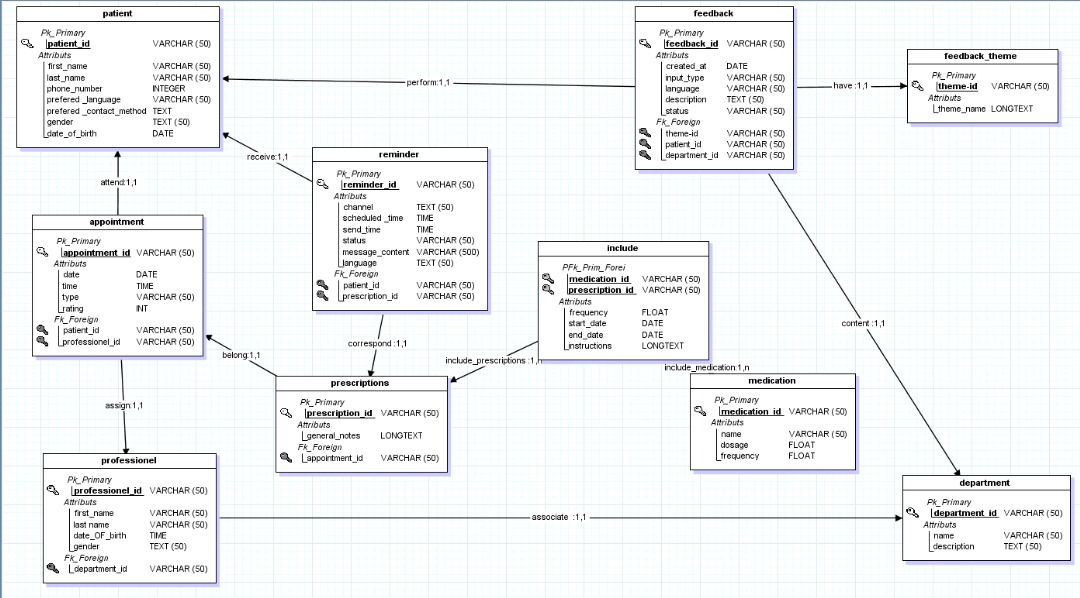 patient
Pk_Primary
patient_id VARCHAR (50)
Attributs
first_name VARCHAR (50)
last_name VARCHAR (50)
phone_number INTEGER
prefered _language VARCHAR (50)
prefered _contact_method TEXT
gender TEXT (50)
date_of_birth DATE
feedback
Pk_Primary
feedback_id VARCHAR (50)
Attributs
created_at DATE
input_type VARCHAR (50)
language VARCHAR (50)
description TEXT (50)
status VARCHAR (50)
Fk_Foreign
theme-id VARCHAR (50)
patient_id VARCHAR (50)
department_id VARCHAR (50)
feedback_theme
Pk_Primary
theme-id VARCHAR (50)
Attributs
theme_name LONGTEXT
perform:1,1
have :1,1
receive:1,1
attend:1,1
reminder
Pk_Primary
reminder_id VARCHAR (50)
Attributs
channel TEXT (50)
scheduled _time TIME
send_time TIME
status VARCHAR (50)
message_content VARCHAR (500)
language TEXT (50)
Fk_Foreign
patient_id VARCHAR (50)
prescription_id VARCHAR (50)
appointment
Pk_Primary
appointment_id VARCHAR (50)
Attributs
date DATE
time TIME
type VARCHAR (50)
rating INT
Fk_Foreign
patient_id VARCHAR (50)
professionel_id VARCHAR (50)
include
PFk_Prim_Forei
medication_id VARCHAR (50)
prescription_id VARCHAR (50)
Attributs
frequency FLOAT
start_date DATE
end_date DATE
instructions LONGTEXT
content :1,1
correspond :1,1
belong:1,1
include_prescriptions :1,n
include_medication:1,n
assign:1,1
prescriptions
Pk_Primary
prescription_id VARCHAR (50)
Attributs
general_notes LONGTEXT
Fk_Foreign
appointment_id VARCHAR (50)
medication
Pk_Primary
medication_id VARCHAR (50)
Attributs
name VARCHAR (50)
dosage FLOAT
frequency FLOAT
professionel
Pk_Primary
professionel_id VARCHAR (50)
Attributs
first_name VARCHAR (50)
last name VARCHAR (50)
date_OF_birth TIME
gender TEXT (50)
Fk_Foreign
department_id VARCHAR (50)
associate :1,1
department
Pk_Primary
department_id VARCHAR (50)
Attributs
name VARCHAR (50)
description TEXT (50)